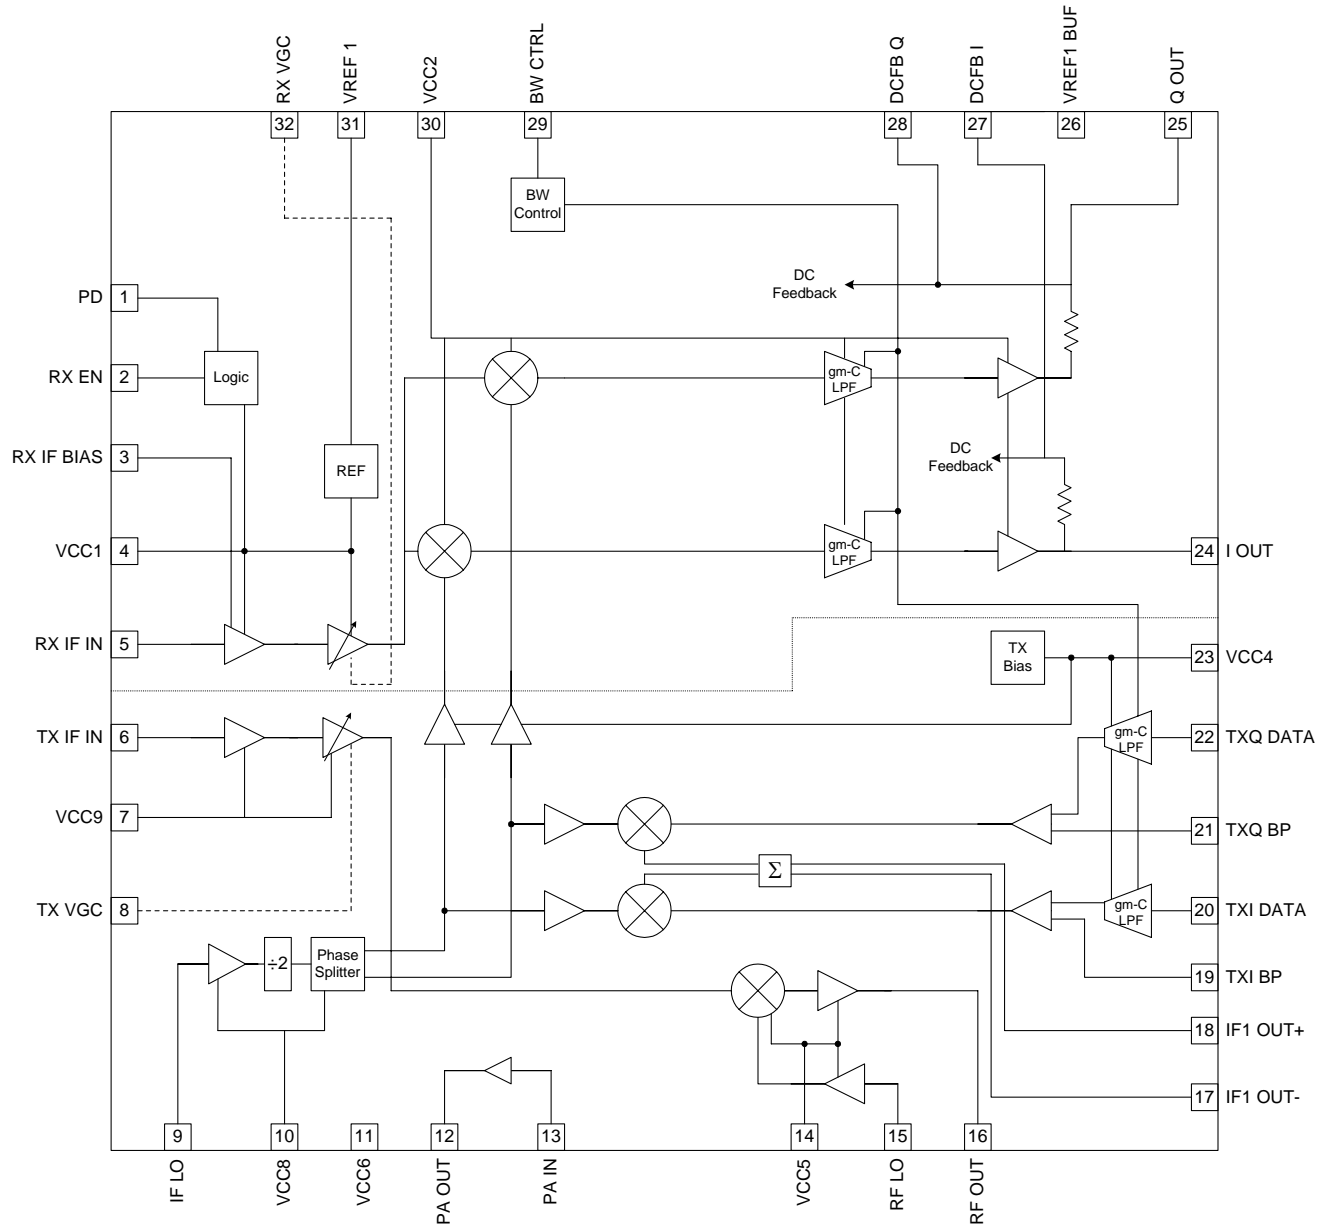 RX VGC
VREF 1
VCC2
BW CTRL
DCFB Q
DCFB I
VREF1 BUF
Q OUT
32
31
30
29
28
27
26
25
BW
Control
DC
Feedback
PD
1
RX EN
2
Logic
gm-C
LPF
RX IF BIAS
3
REF
DC
Feedback
VCC1
4
gm-C
LPF
24
I OUT
RX IF IN
5
TX
Bias
23
VCC4
TX IF IN
6
gm-C
LPF
22
TXQ DATA
VCC9
7
21
TXQ BP
Σ
TX VGC
8
gm-C
LPF
20
TXI DATA
÷2
Phase
Splitter
19
TXI BP
18
IF1 OUT+
17
IF1 OUT-
9
10
11
12
13
14
15
16
IF LO
VCC8
VCC6
PA OUT
PA IN
VCC5
RF LO
RF OUT